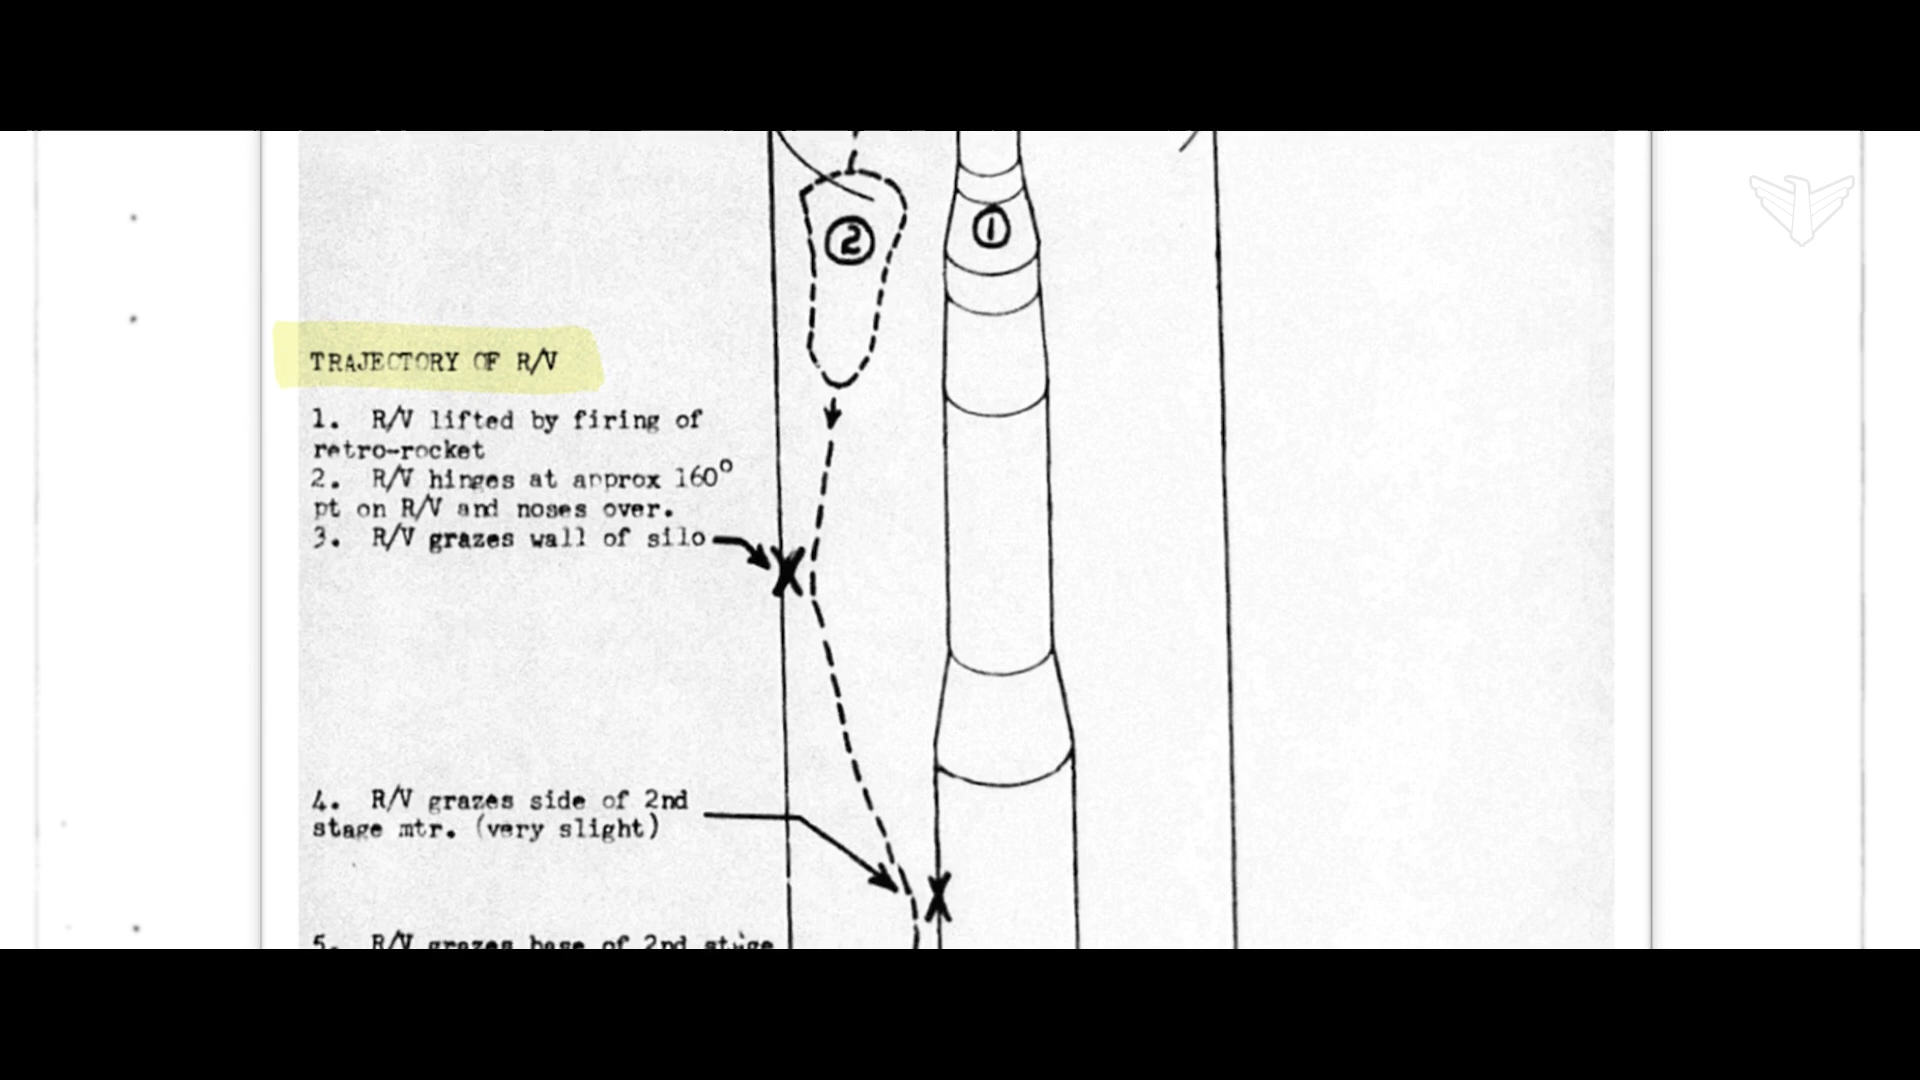 TRAJECTORY OF R/V
1. R/V lifted by firing of
retro-rocket
2. R/V hinges at approx 160°
pt on R/V and noses over.
3. R/V grazes wall of silo
4. R/V grazes side of 2nd
stage mtr. (very slight)
5. R/V grazes base of 2nd stage
2
1